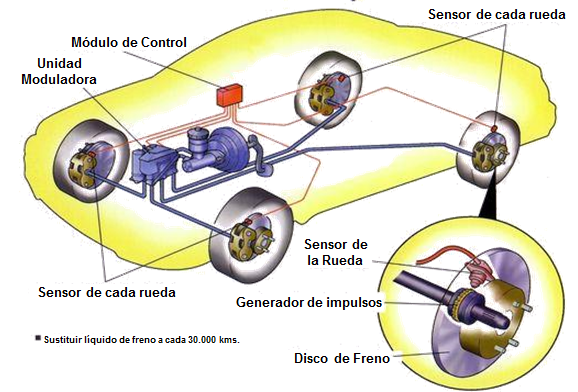 Sensor de cada rueda
Módulo de Control
Unidad
Moduladora
Sensor de
la Rueda
Sensor de cada rueda
Generador de impulsos
Sustituir líquido de freno a cada 30.000 kms.
Disco de Freno